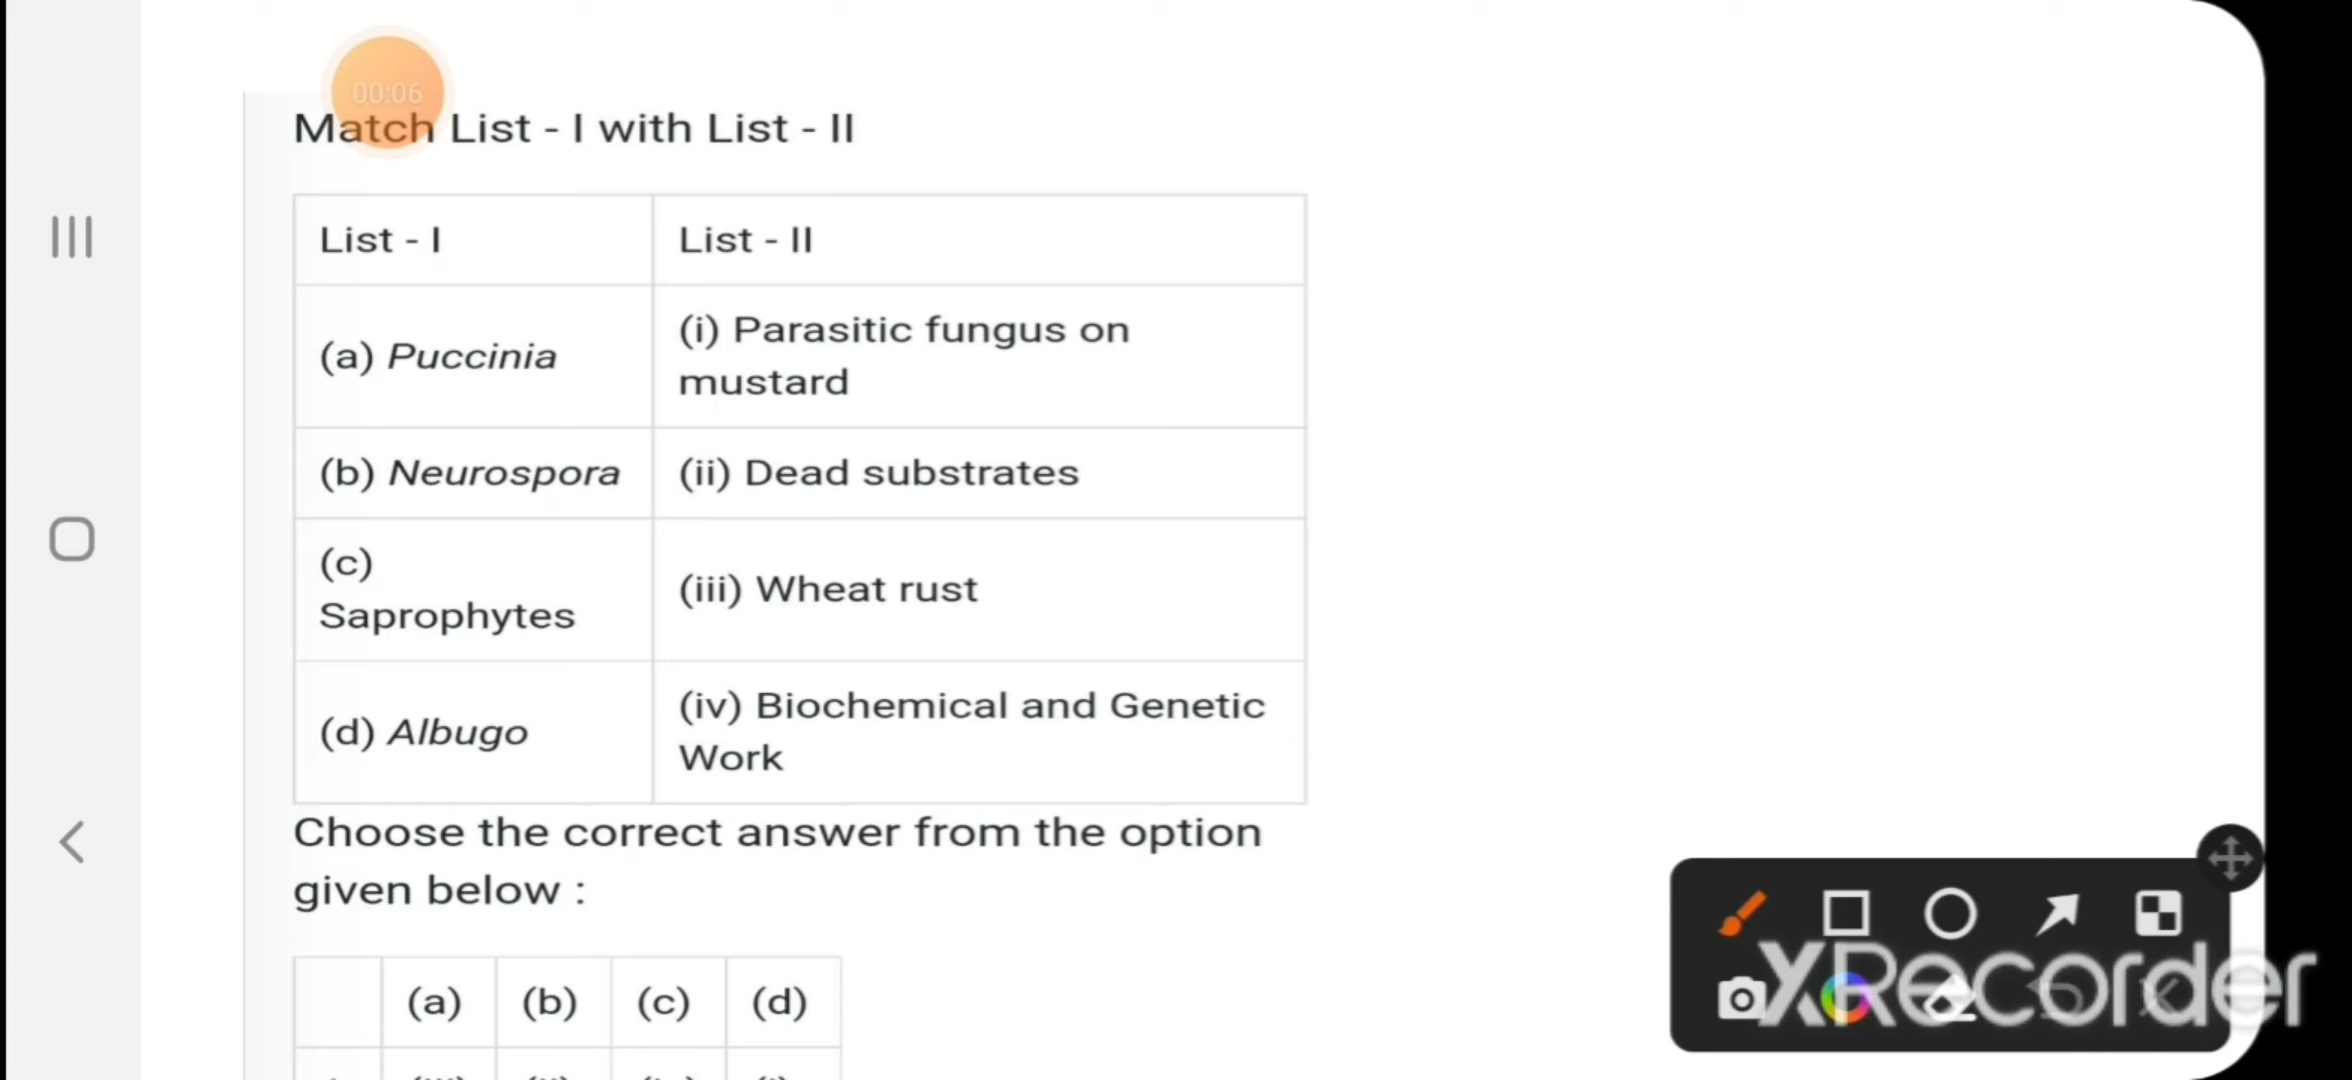 00:06
Match List - I with List - II
List - I List - II
(a) Puccinia (i) Parasitic fungus on
mustard
(b) Neurospora (ii) Dead substrates
(c)
Saprophytes (iii) Wheat rust
(d) Albugo (iv) Biochemical and Genetic
Work
Choose the correct answer from the option
given below :
(a) (b) (c) (d)
XRecorder